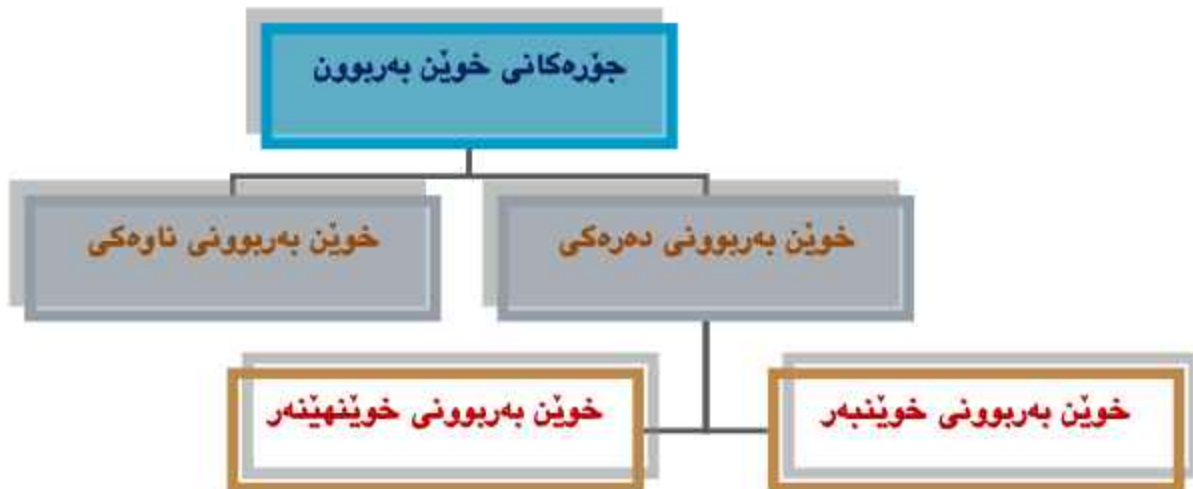 جۆرەکانی خوێن بەربوون
خوێن بەربوونی دەرەکی
خوێن بەربوونی ناوەکی
خوێن بەربوونی خوێنبەر
خوێن بەربوونی خوێنهێنەر